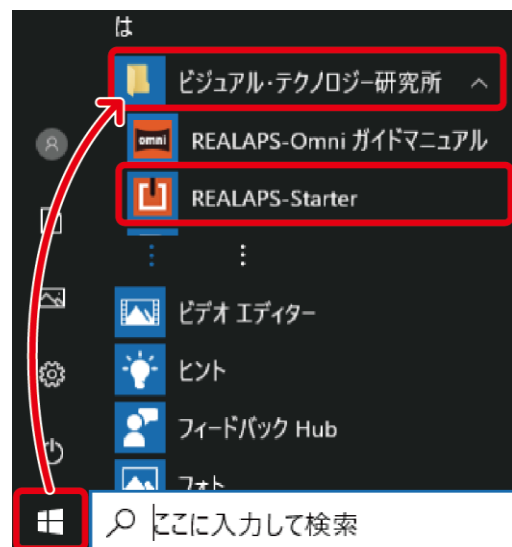 は
ビジュアル・テクノロジー研究所
omni REALAPS-Omni ガイドマニュアル
REALAPS-Starter
ビデオ エディター
ヒント
フィードバック Hub
フォト
ここに入力して検索